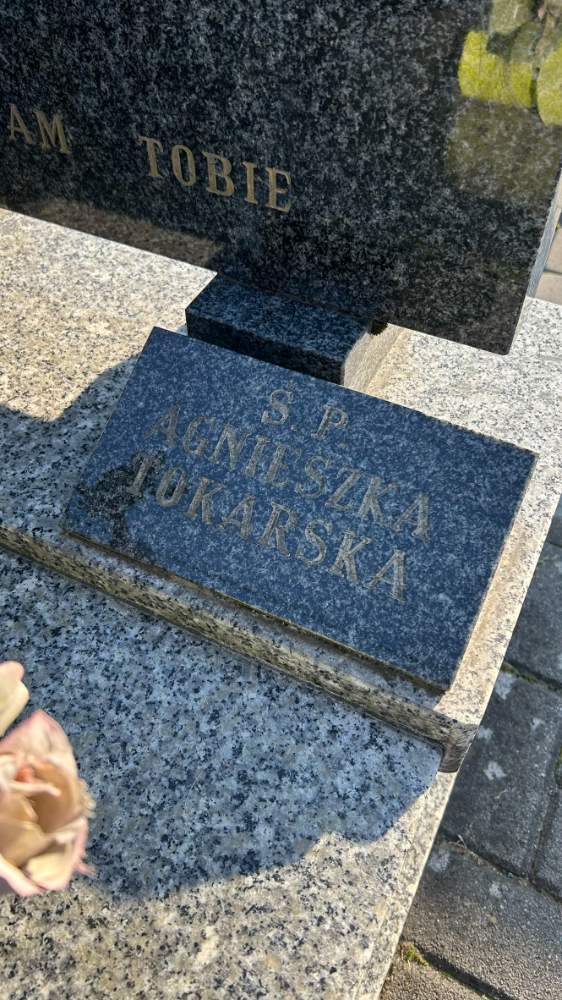 AM TOBIE
Ś. P.
AGNIESZKA
TOKARSKA